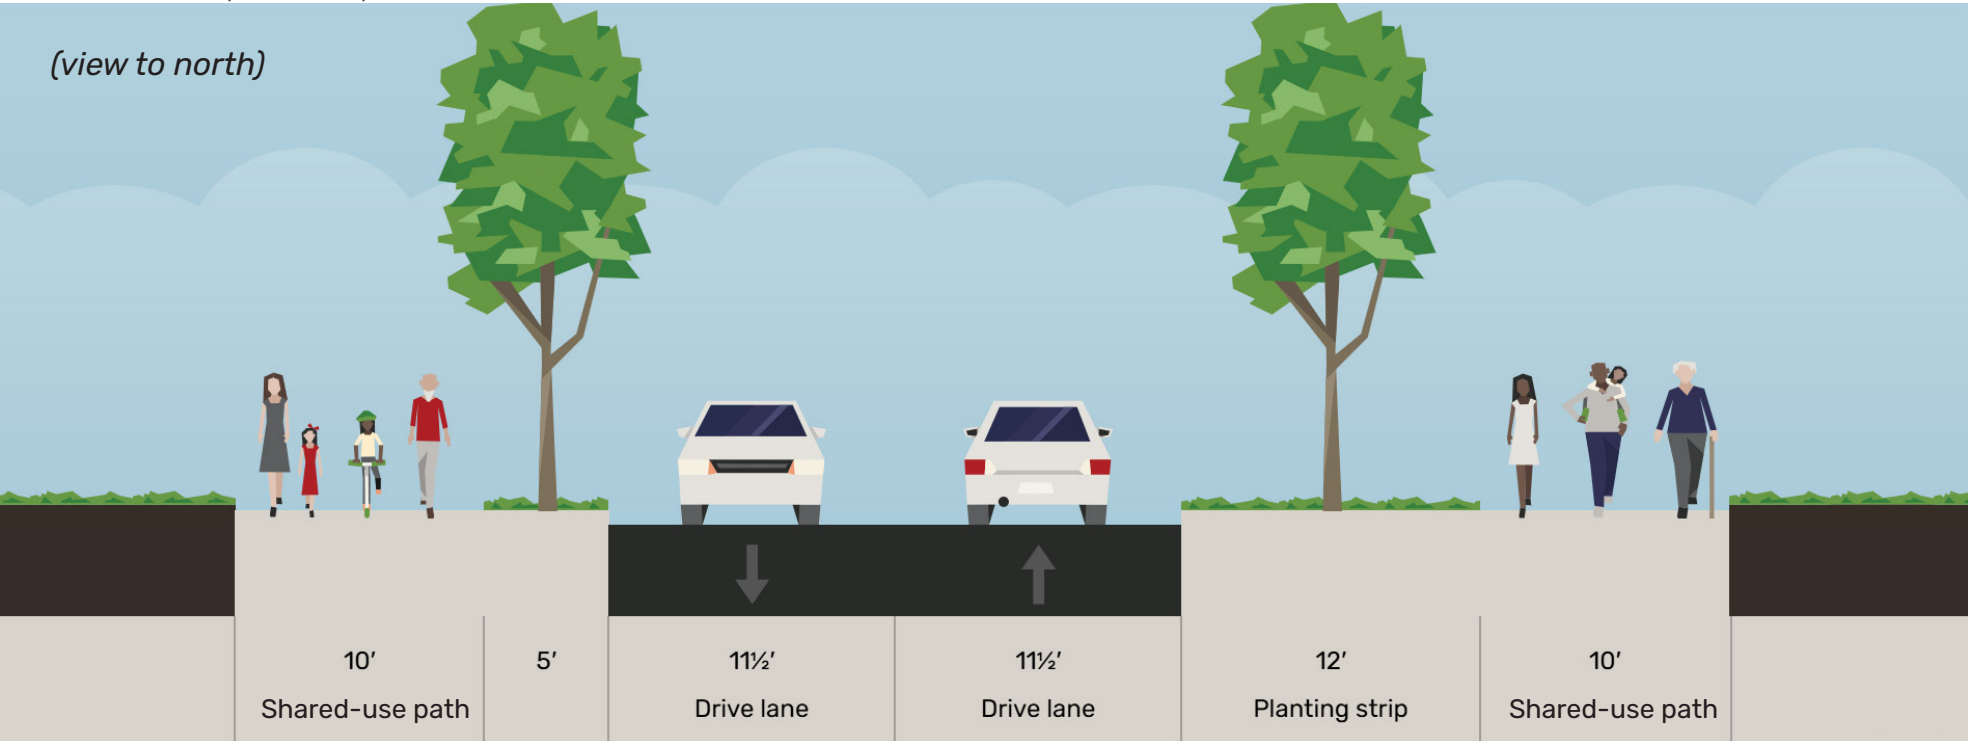 (view to north)
10′ 5′ 11½′ 11½′ 12′ 10′
Shared-use path Drive lane Drive lane Planting strip Shared-use path